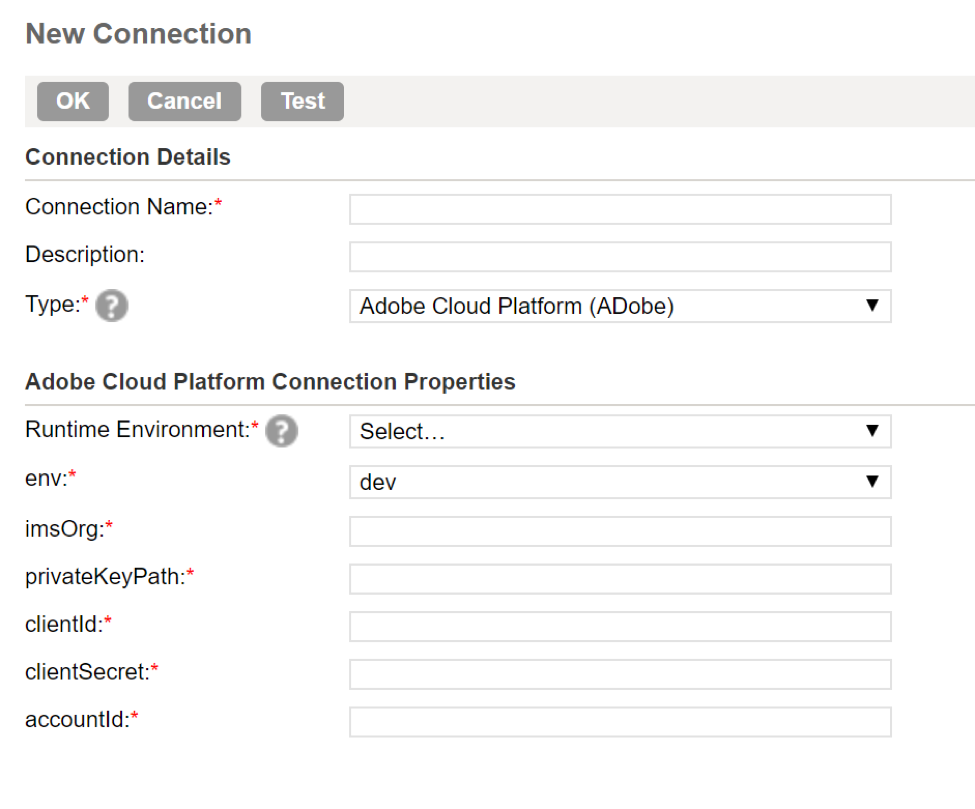 New Connection
OK Cancel Test
Connection Details
Connection Name:*
Description:
Type:* ? Adobe Cloud Platform (ADobe) ▼
Adobe Cloud Platform Connection Properties
Runtime Environment:* ? Select... ▼
env:* dev ▼
imsOrg:*
privateKeyPath:*
clientId:*
clientSecret:*
accountId:*